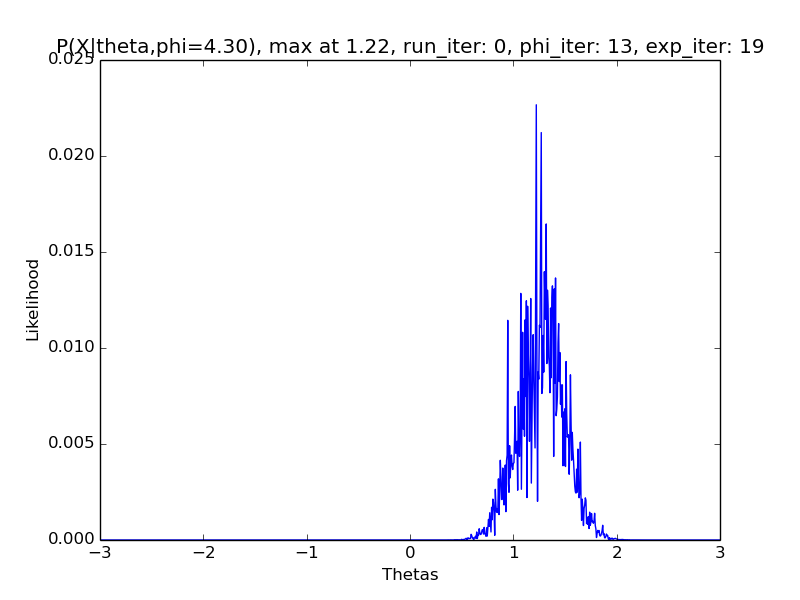 P(X|theta,phi=4.30), max at 1.22, run_iter: 0, phi_iter: 13, exp_iter: 19
0.025
0.020
0.015
0.010
0.005
0.000
Likelihood
−3 −2 −1 0 1 2 3
Thetas